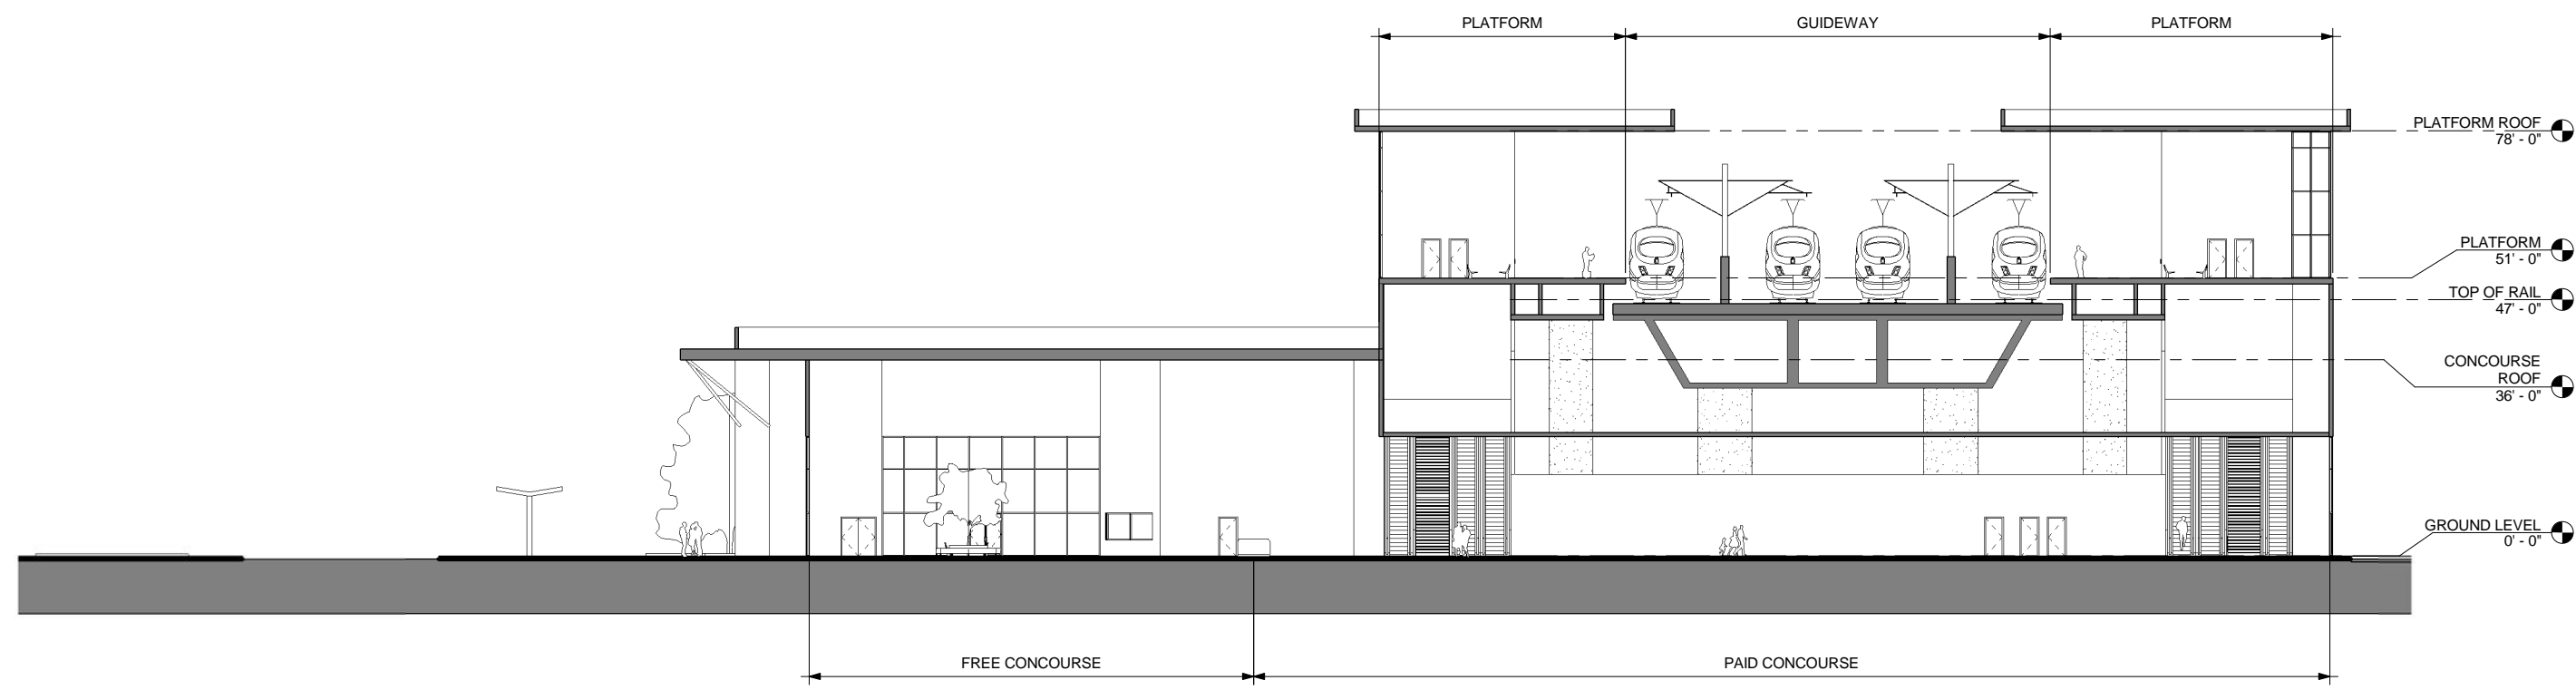 PLATFORM
GUIDEWAY
PLATFORM
PLATFORM ROOF
78' - 0"
PLATFORM
51' - 0"
TOP OF RAIL
47' - 0"
CONCOURSE
ROOF
36' - 0"
GROUND LEVEL
0' - 0"
FREE CONCOURSE
PAID CONCOURSE